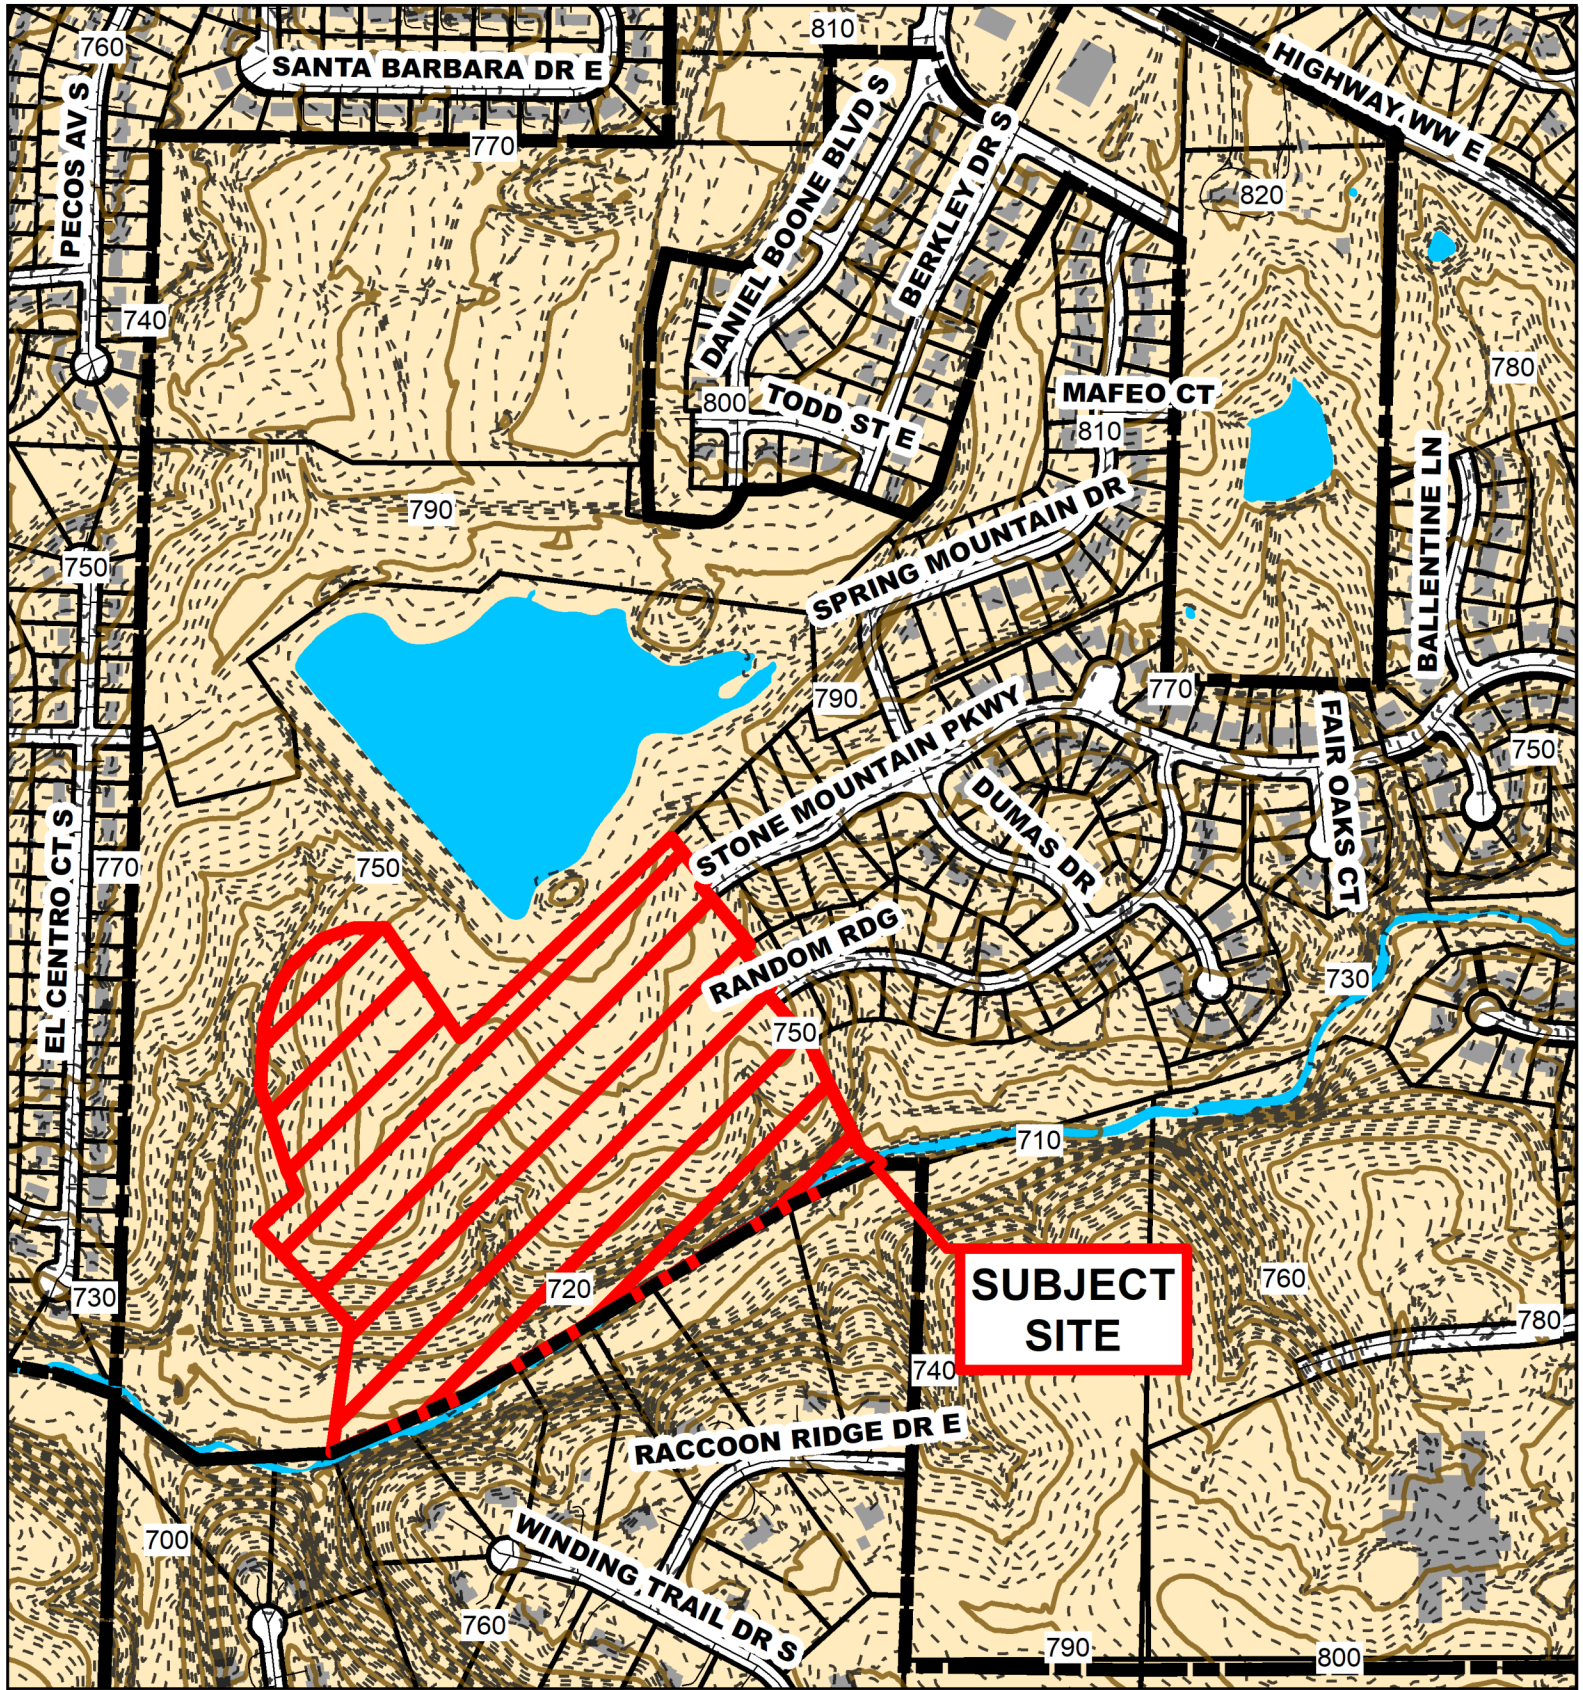 810
760
SANTA BARBARA DR E
HIGHWAY WW E
PECOS AV S
770
DANIEL BOONE BLVD S
BERKLEY DR S
820
740
780
MAFEO CT
800
TODD ST E
810
790
SPRING MOUNTAIN DR
BALLENTINE LN
750
790
770
STONE MOUNTAIN PKWY
FAIR OAKS CT
750
DUMAS DR
EL CENTRO CT S
770
750
RANDOM RDG
730
750
710
SUBJECT
SITE
760
720
730
780
740
RACCOON RIDGE DR E
700
WINDING TRAIL DR S
760
790
800